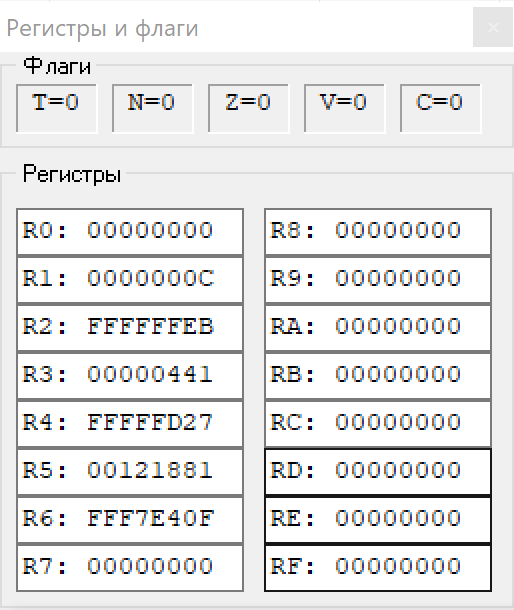 Регистры и флаги
Флаги
T=0 N=0 Z=0 V=0 C=0
Регистры
R0: 00000000 R8: 00000000
R1: 0000000C R9: 00000000
R2: FFFFFFEB RA: 00000000
R3: 00000441 RB: 00000000
R4: FFFFFD27 RC: 00000000
R5: 00121881 RD: 00000000
R6: FFF7E40F RE: 00000000
R7: 00000000 RF: 00000000